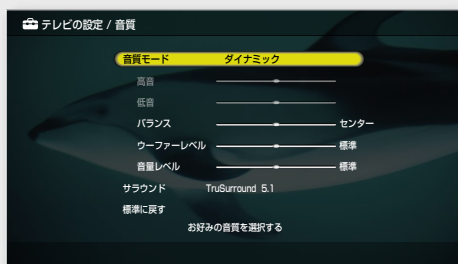 テレビの設定 / 音質
音質モード ダイナミック
高音
低音
バランス センター
ウーファーレベル 標準
音量レベル 標準
サラウンド TruSurround 5.1
標準に戻す
お好みの音質を選択する